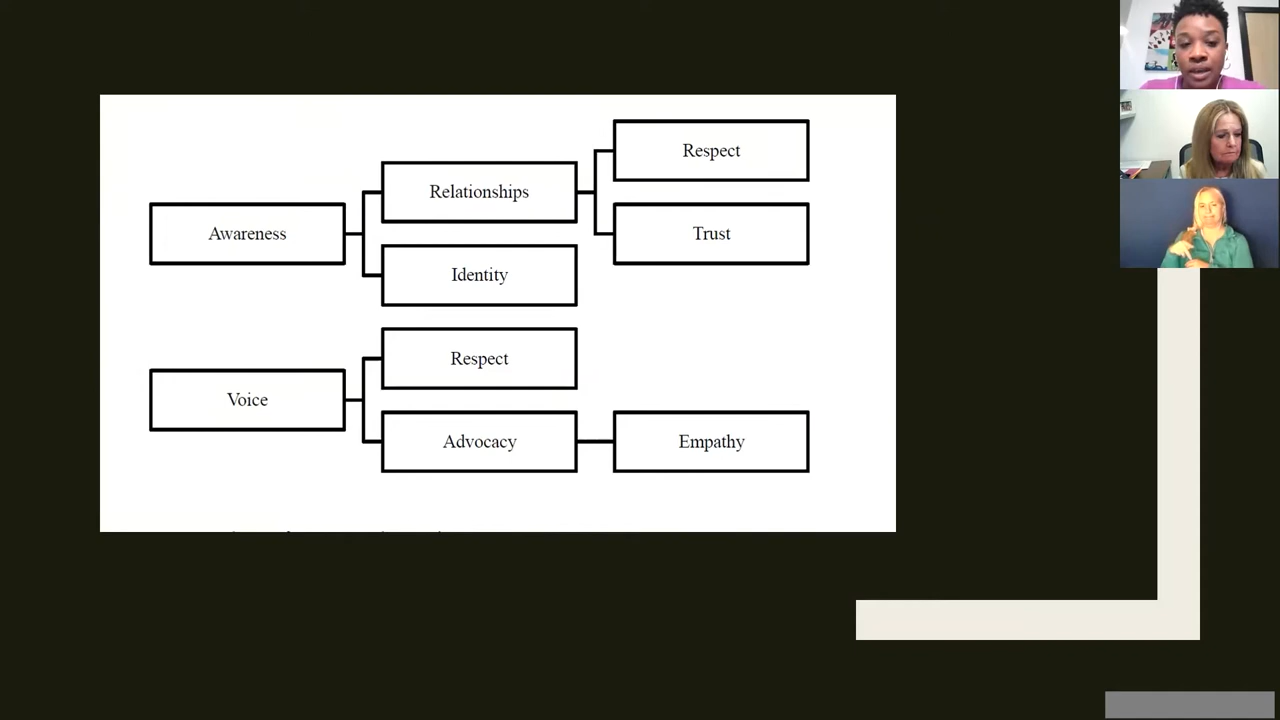 Respect
Relationships
Awareness
Trust
Identity
Respect
Voice
Advocacy
Empathy